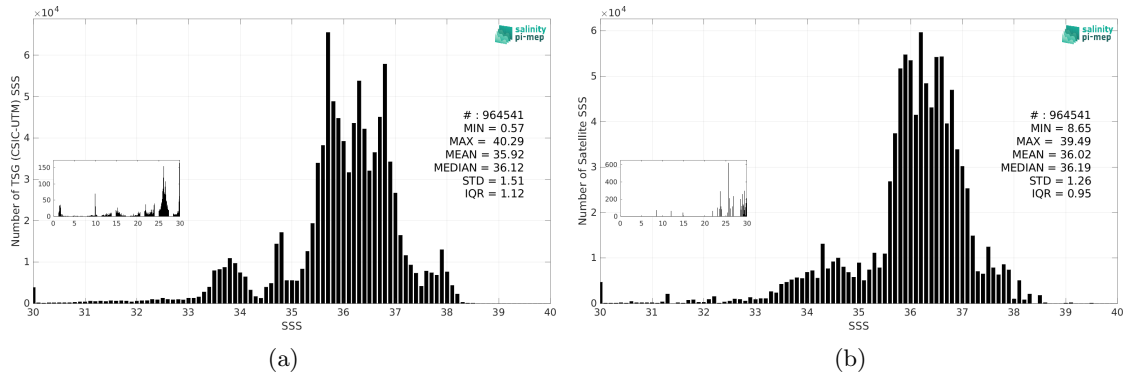 ×10⁴
Number of TSG (CSIC-UTM) SSS
6
5
4
3
2
1
0
salinity
pi-mep
# : 964541
MIN = 0.57
MAX = 40.29
MEAN = 35.92
MEDIAN = 36.12
STD = 1.51
IQR = 1.12
150
100
50
0
0 5 10 15 20 25 30
30 31 32 33 34 35 36 37 38 39 40
SSS
(a)
×10⁴
Number of Satellite SSS
6
5
4
3
2
1
0
salinity
pi-mep
# : 964541
MIN = 8.65
MAX = 39.49
MEAN = 36.02
MEDIAN = 36.19
STD = 1.26
IQR = 0.95
600
400
200
0
0 5 10 15 20 25 30
30 31 32 33 34 35 36 37 38 39 40
SSS
(b)